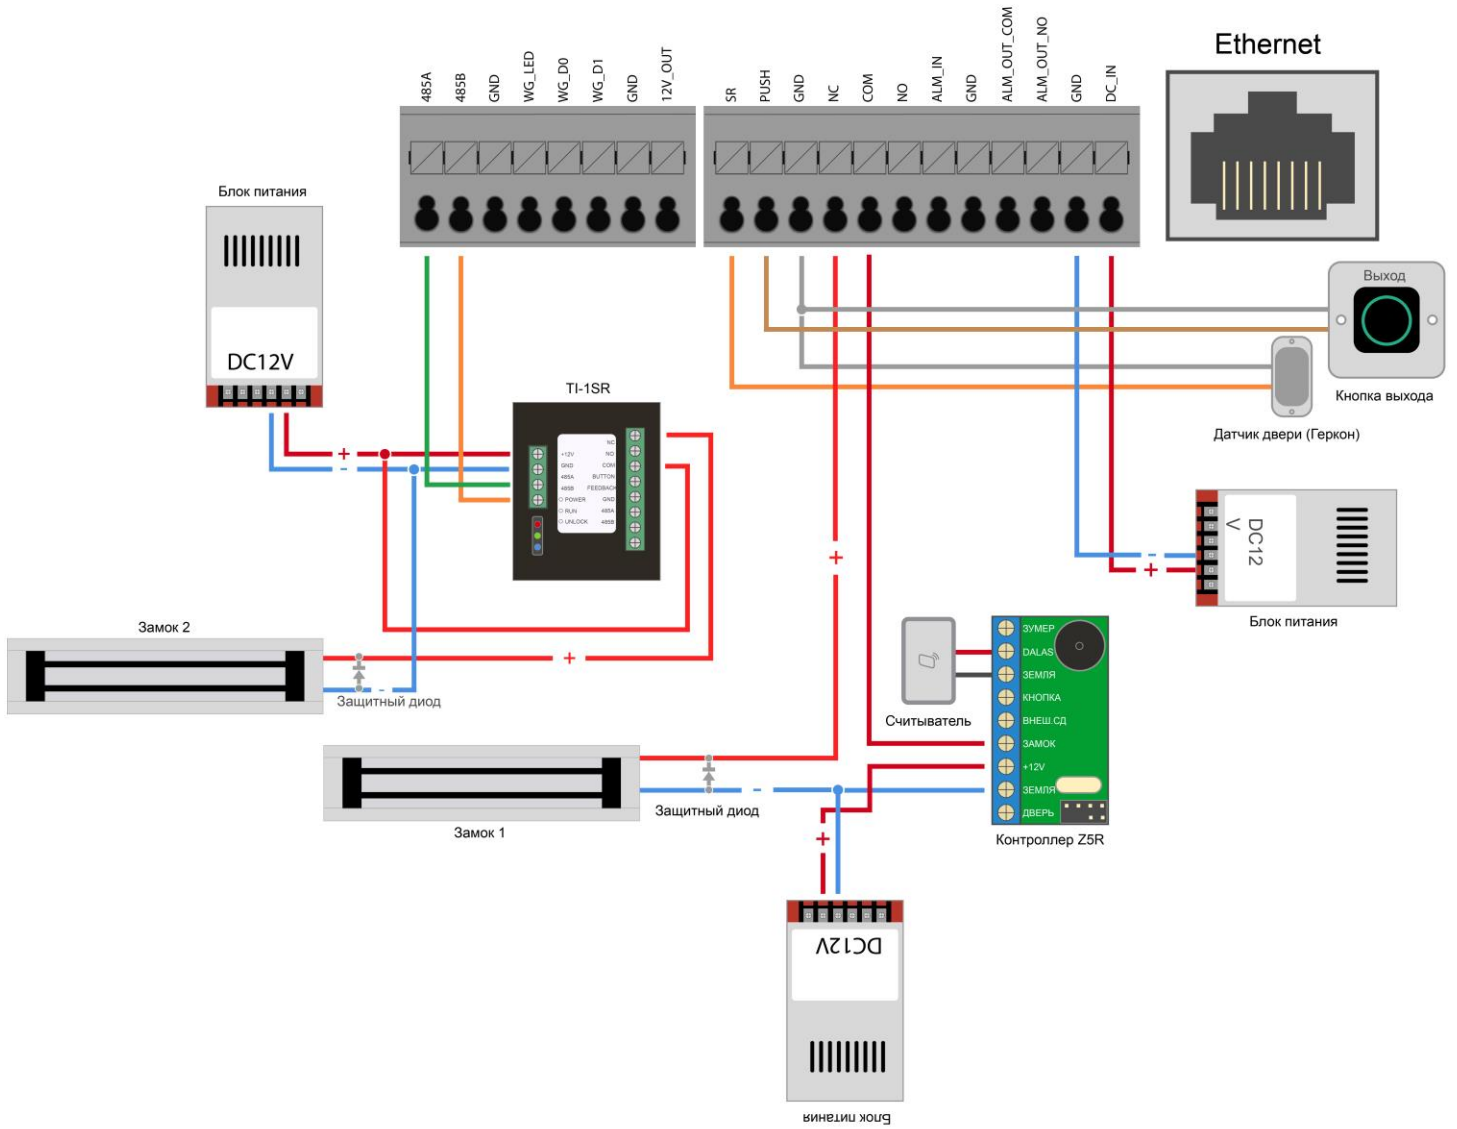 Ethernet
485A
485B
GND
WG_LED
WG_D0
WG_D1
GND
12V_OUT
SR
PUSH
GND
NC
COM
NO
ALM_IN
GND
ALM_OUT_COM
ALM_OUT_NO
GND
DC_IN
Блок питания
DC12V
+
-
TI-1SR
+12V
GND
485A
485B
POWER
RUN
UNLOCK
NC
NO
COM
BUTTON
FEEDBACK
GND
485A
485B
Выход
Кнопка выхода
Датчик двери (Геркон)
DC12
V
-
+
Блок питания
+
Замок 2
+
-
Защитный диод
Считыватель
ЗУМЕР
DALAS
ЗЕМЛЯ
КНОПКА
ВНЕШ.СД
ЗАМОК
+12V
ЗЕМЛЯ
ДВЕРЬ
Контроллер Z5R
Замок 1
-
Защитный диод
+
DC12V
Блок питания